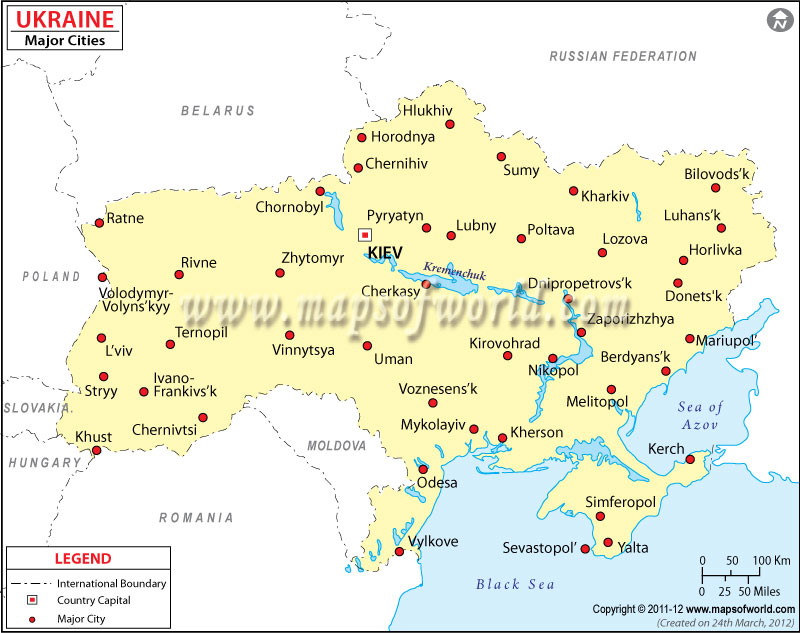 UKRAINE
Major Cities
N
RUSSIAN FEDERATION
BELARUS
Hlukhiv
Horodnya
Chernihiv
Sumy
Bilovods'k
Chornobyl
Kharkiv
Ratne
Pyryatyn
Lubny
Poltava
Luhans'k
KIEV
Lozova
Horlivka
Rivne
Zhytomyr
Kremenchuk
POLAND
Volodymyr-
Volyns'kyy
Cherkasy
Dnipropetrovs'k
Donets'k
www.mapsofworld.com
Zaporizhzhya
Ternopil
L'viv
Vinnytsya
Uman
Kirovohrad
Mariupol'
Nikopol
Berdyans'k
Stryy
Ivano-
Frankivs'k
Voznesens'k
Melitopol
SLOVAKIA
Chernivtsi
Mykolayiv
Kherson
Sea of
Azov
Khust
MOLDOVA
Kerch
HUNGARY
Odesa
Simferopol
ROMANIA
Vylkove
Sevastopol'
Yalta
LEGEND
International Boundary
Country Capital
Major City
Black Sea
0 50 100 Km
0 25 50 Miles
Copyright © 2011-12 www.mapsofworld.com
(Created on 24th March, 2012)